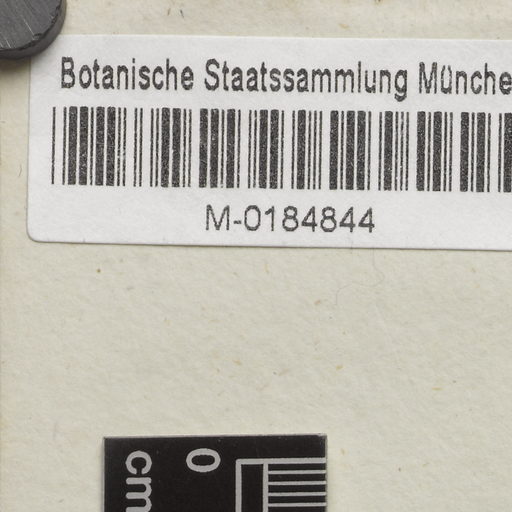 Botanische Staatssammlung Münche
M-0184844
0
cm